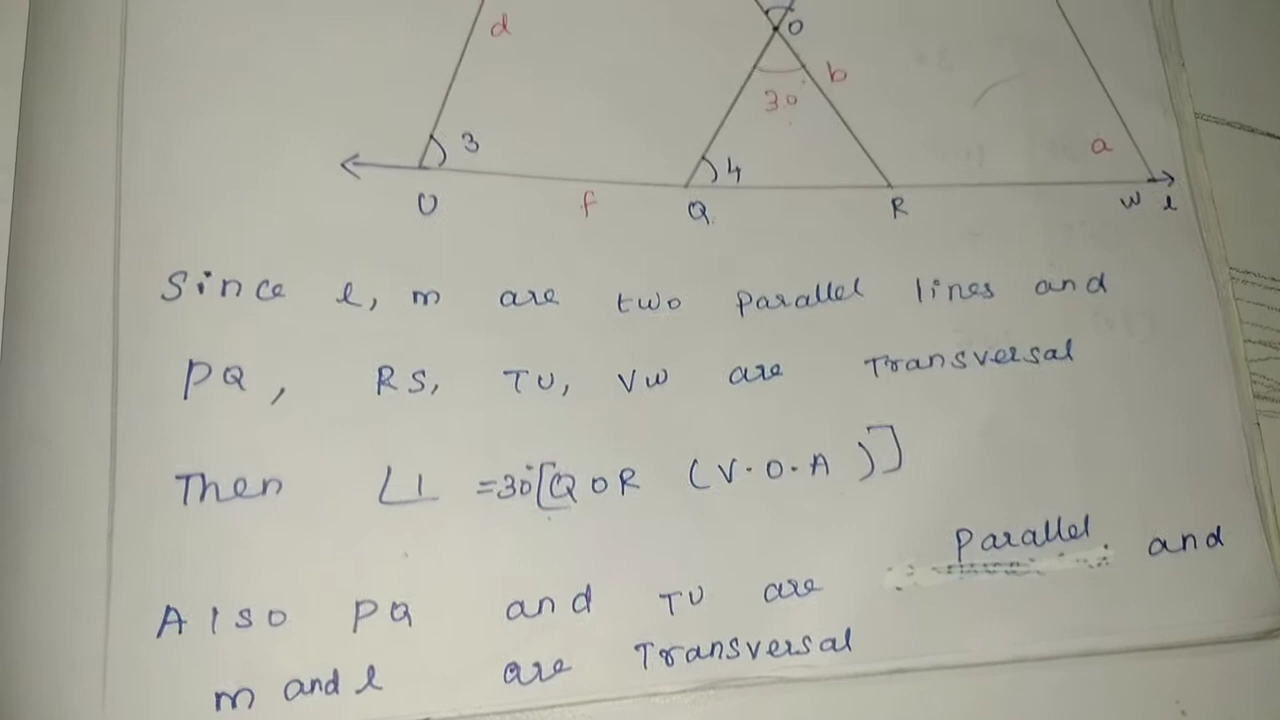 d
O
b
30
3
4
a
U
f
Q
R
W l
Since l, m are two parallel lines and
PQ, RS, TU, VW are Transversal
Then ∠1 =30°[QOR (V.O.A)]
Also PQ and TU are Parallel and
m and l are Transversal